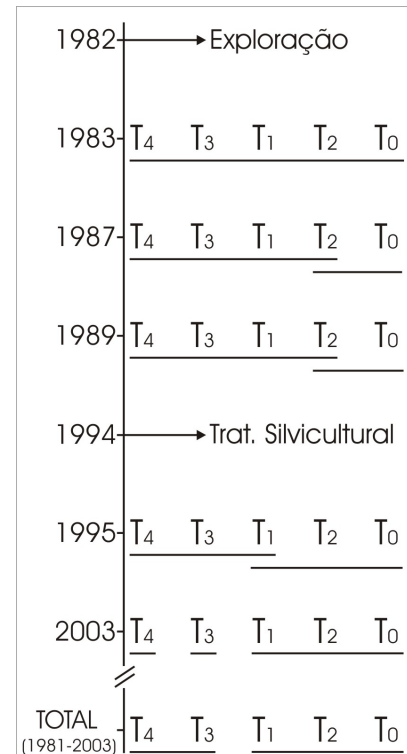 1982 Exploração
1983 T4 T3 T1 T2 T0
1987 T4 T3 T1 T2 T0
1989 T4 T3 T1 T2 T0
1994 Trat. Silvicultural
1995 T4 T3 T1 T2 T0
2003 T4 T3 T1 T2 T0
TOTAL T4 T3 T1 T2 T0
(1981-2003)